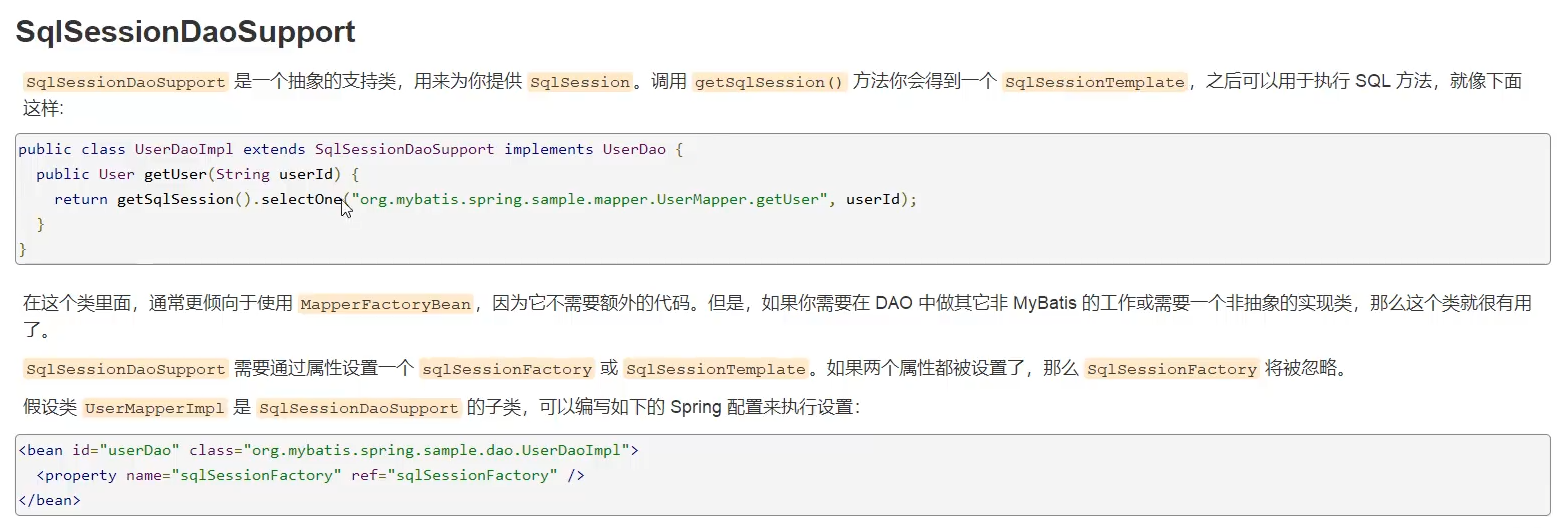 SqlSessionDaoSupport
SqlSessionDaoSupport 是一个抽象的支持类，用来为你提供 SqlSession。调用 getSqlSession() 方法你会得到一个 SqlSessionTemplate，之后可以用于执行 SQL 方法，就像下面
这样:
public class UserDaoImpl extends SqlSessionDaoSupport implements UserDao {
  public User getUser(String userId) {
    return getSqlSession().selectOne("org.mybatis.spring.sample.mapper.UserMapper.getUser", userId);
  }
}
在这个类里面，通常更倾向于使用 MapperFactoryBean，因为它不需要额外的代码。但是，如果你需要在 DAO 中做其它非 MyBatis 的工作或需要一个非抽象的实现类，那么这个类就很有用
了。
SqlSessionDaoSupport 需要通过属性设置一个 sqlSessionFactory 或 SqlSessionTemplate。如果两个属性都被设置了，那么 SqlSessionFactory 将被忽略。
假设类 UserMapperImpl 是 SqlSessionDaoSupport 的子类，可以编写如下的 Spring 配置来执行设置：
<bean id="userDao" class="org.mybatis.spring.sample.dao.UserDaoImpl">
  <property name="sqlSessionFactory" ref="sqlSessionFactory" />
</bean>